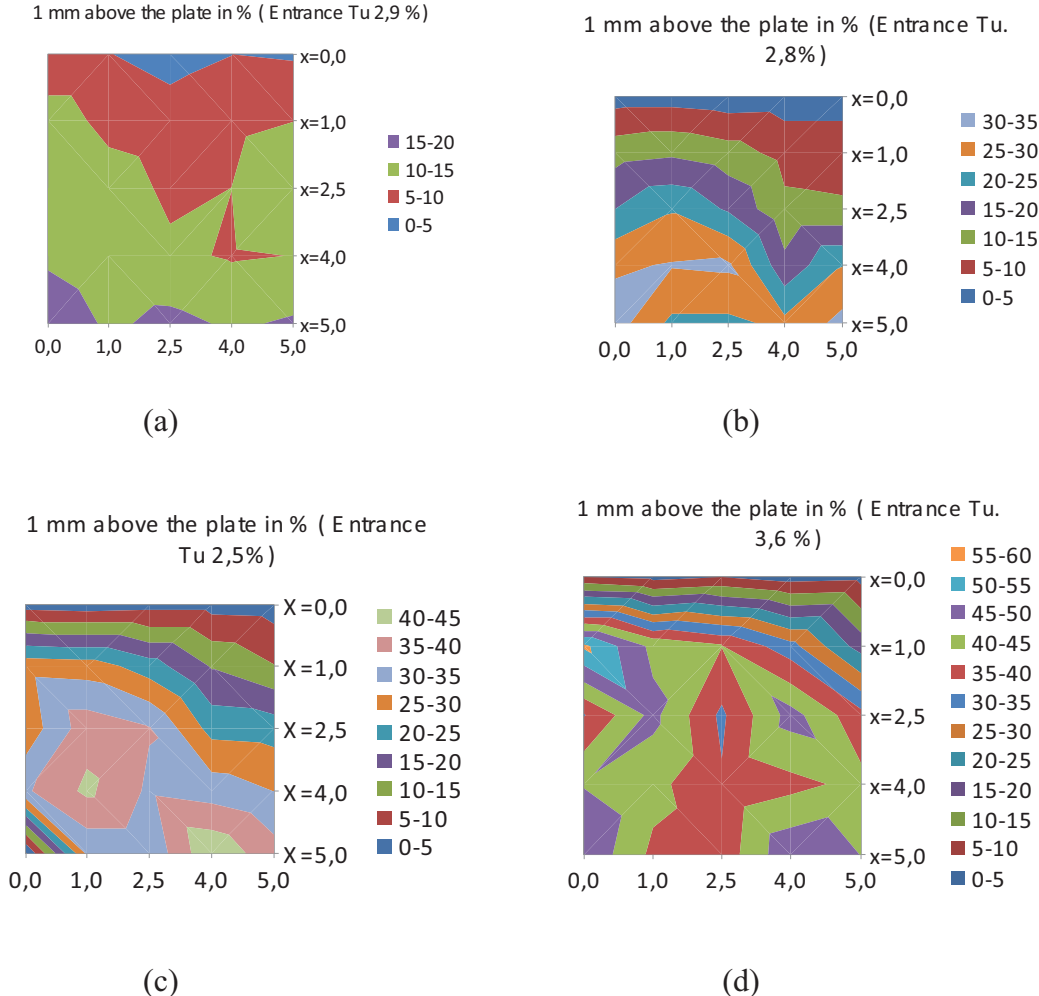 1 mm above the plate in % ( Entrance Tu 2,9 %)
x=0,0
x=1,0
x=2,5
x=4,0
x=5,0
0,0 1,0 2,5 4,0 5,0
15-20
10-15
5-10
0-5
(a)
1 mm above the plate in % (Entrance Tu.
2,8%)
x=0,0
x=1,0
x=2,5
x=4,0
x=5,0
0,0 1,0 2,5 4,0 5,0
30-35
25-30
20-25
15-20
10-15
5-10
0-5
(b)
1 mm above the plate in % ( Entrance
Tu 2,5%)
X=0,0
X=1,0
X=2,5
X=4,0
X=5,0
0,0 1,0 2,5 4,0 5,0
40-45
35-40
30-35
25-30
20-25
15-20
10-15
5-10
0-5
(c)
1 mm above the plate in % ( Entrance Tu.
3,6 %)
x=0,0
x=1,0
x=2,5
x=4,0
x=5,0
0,0 1,0 2,5 4,0 5,0
55-60
50-55
45-50
40-45
35-40
30-35
25-30
20-25
15-20
10-15
5-10
0-5
(d)